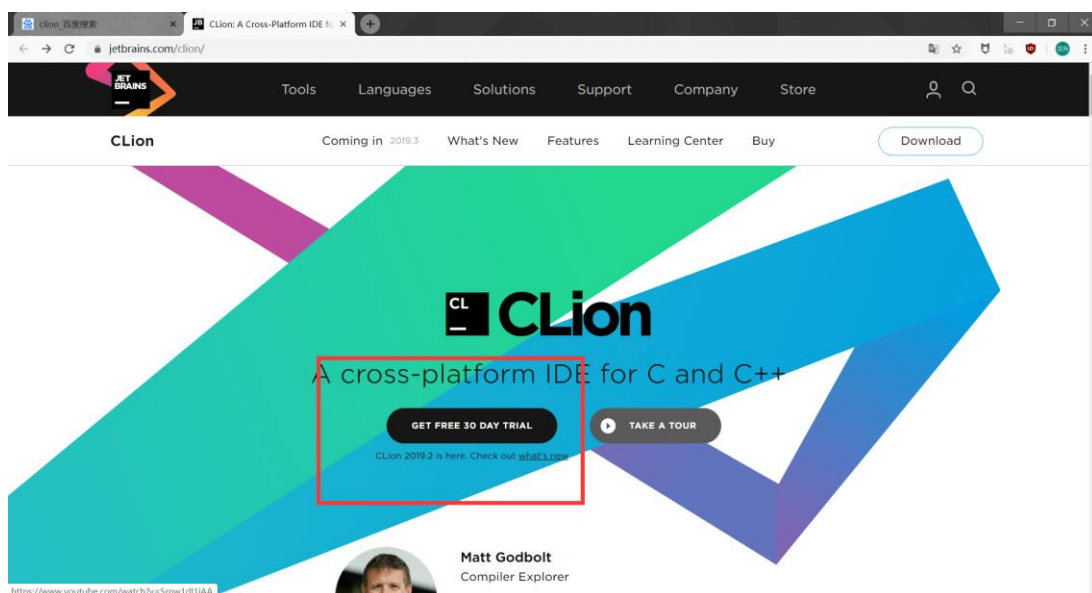 clion_百度搜索
CLion: A Cross-Platform IDE fo
jetbrains.com/clion/
JET
BRAINS
Tools Languages Solutions Support Company Store
CLion
Coming in 2019.3 What's New Features Learning Center Buy Download
CL
CLion
A cross-platform IDE for C and C++
GET FREE 30 DAY TRIAL TAKE A TOUR
CLion 2019.2 is here. Check out what's new
Matt Godbolt
Compiler Explorer